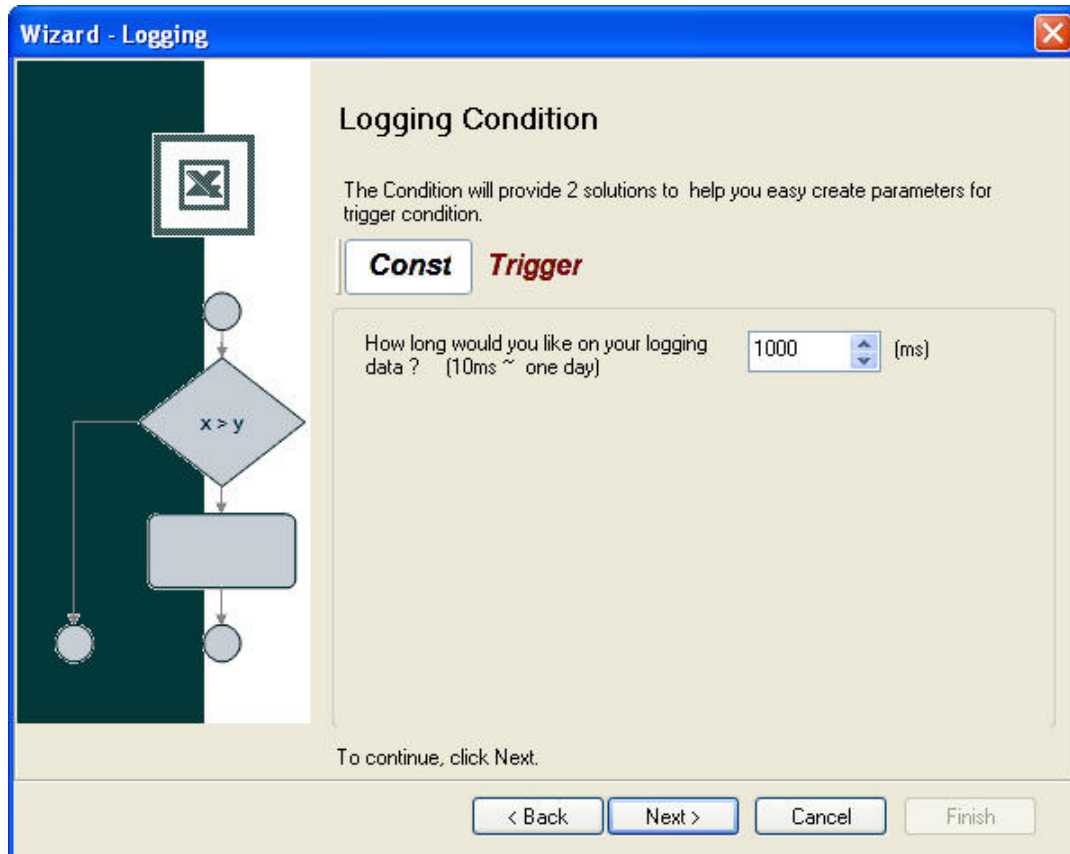 Wizard - Logging
Logging Condition
The Condition will provide 2 solutions to  help you easy create parameters for
trigger condition.
Const Trigger
How long would you like on your logging
data ?    (10ms ~  one day)
1000 (ms)
x > y
To continue, click Next.
< Back Next > Cancel Finish